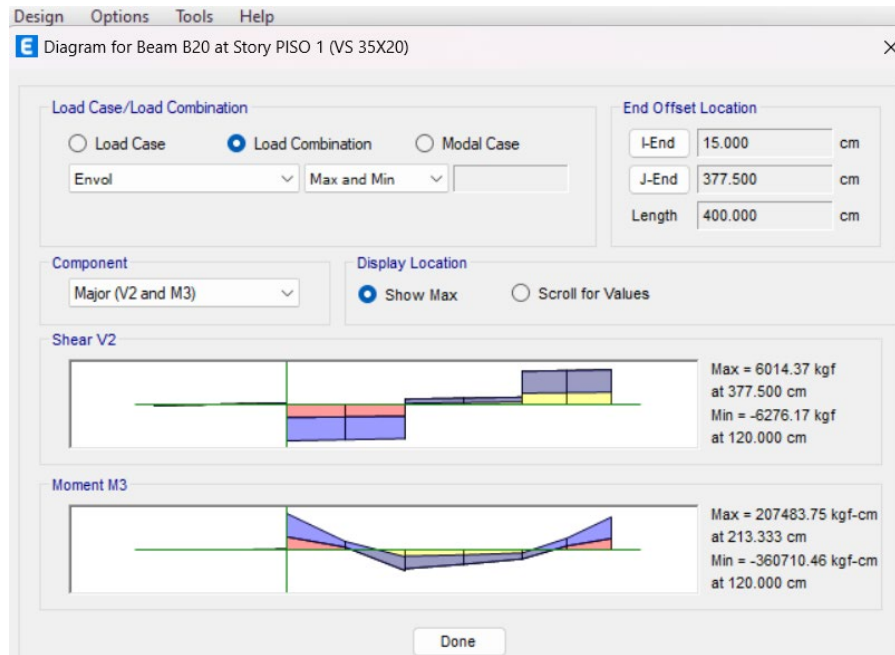 Design Options Tools Help
E Diagram for Beam B20 at Story PISO 1 (VS 35X20)
Load Case/Load Combination
Load Case Load Combination Modal Case
Envol Max and Min
End Offset Location
I-End 15.000 cm
J-End 377.500 cm
Length 400.000 cm
Component
Major (V2 and M3)
Display Location
Show Max Scroll for Values
Shear V2
Max = 6014.37 kgf
at 377.500 cm
Min = -6276.17 kgf
at 120.000 cm
Moment M3
Max = 207483.75 kgf-cm
at 213.333 cm
Min = -360710.46 kgf-cm
at 120.000 cm
Done